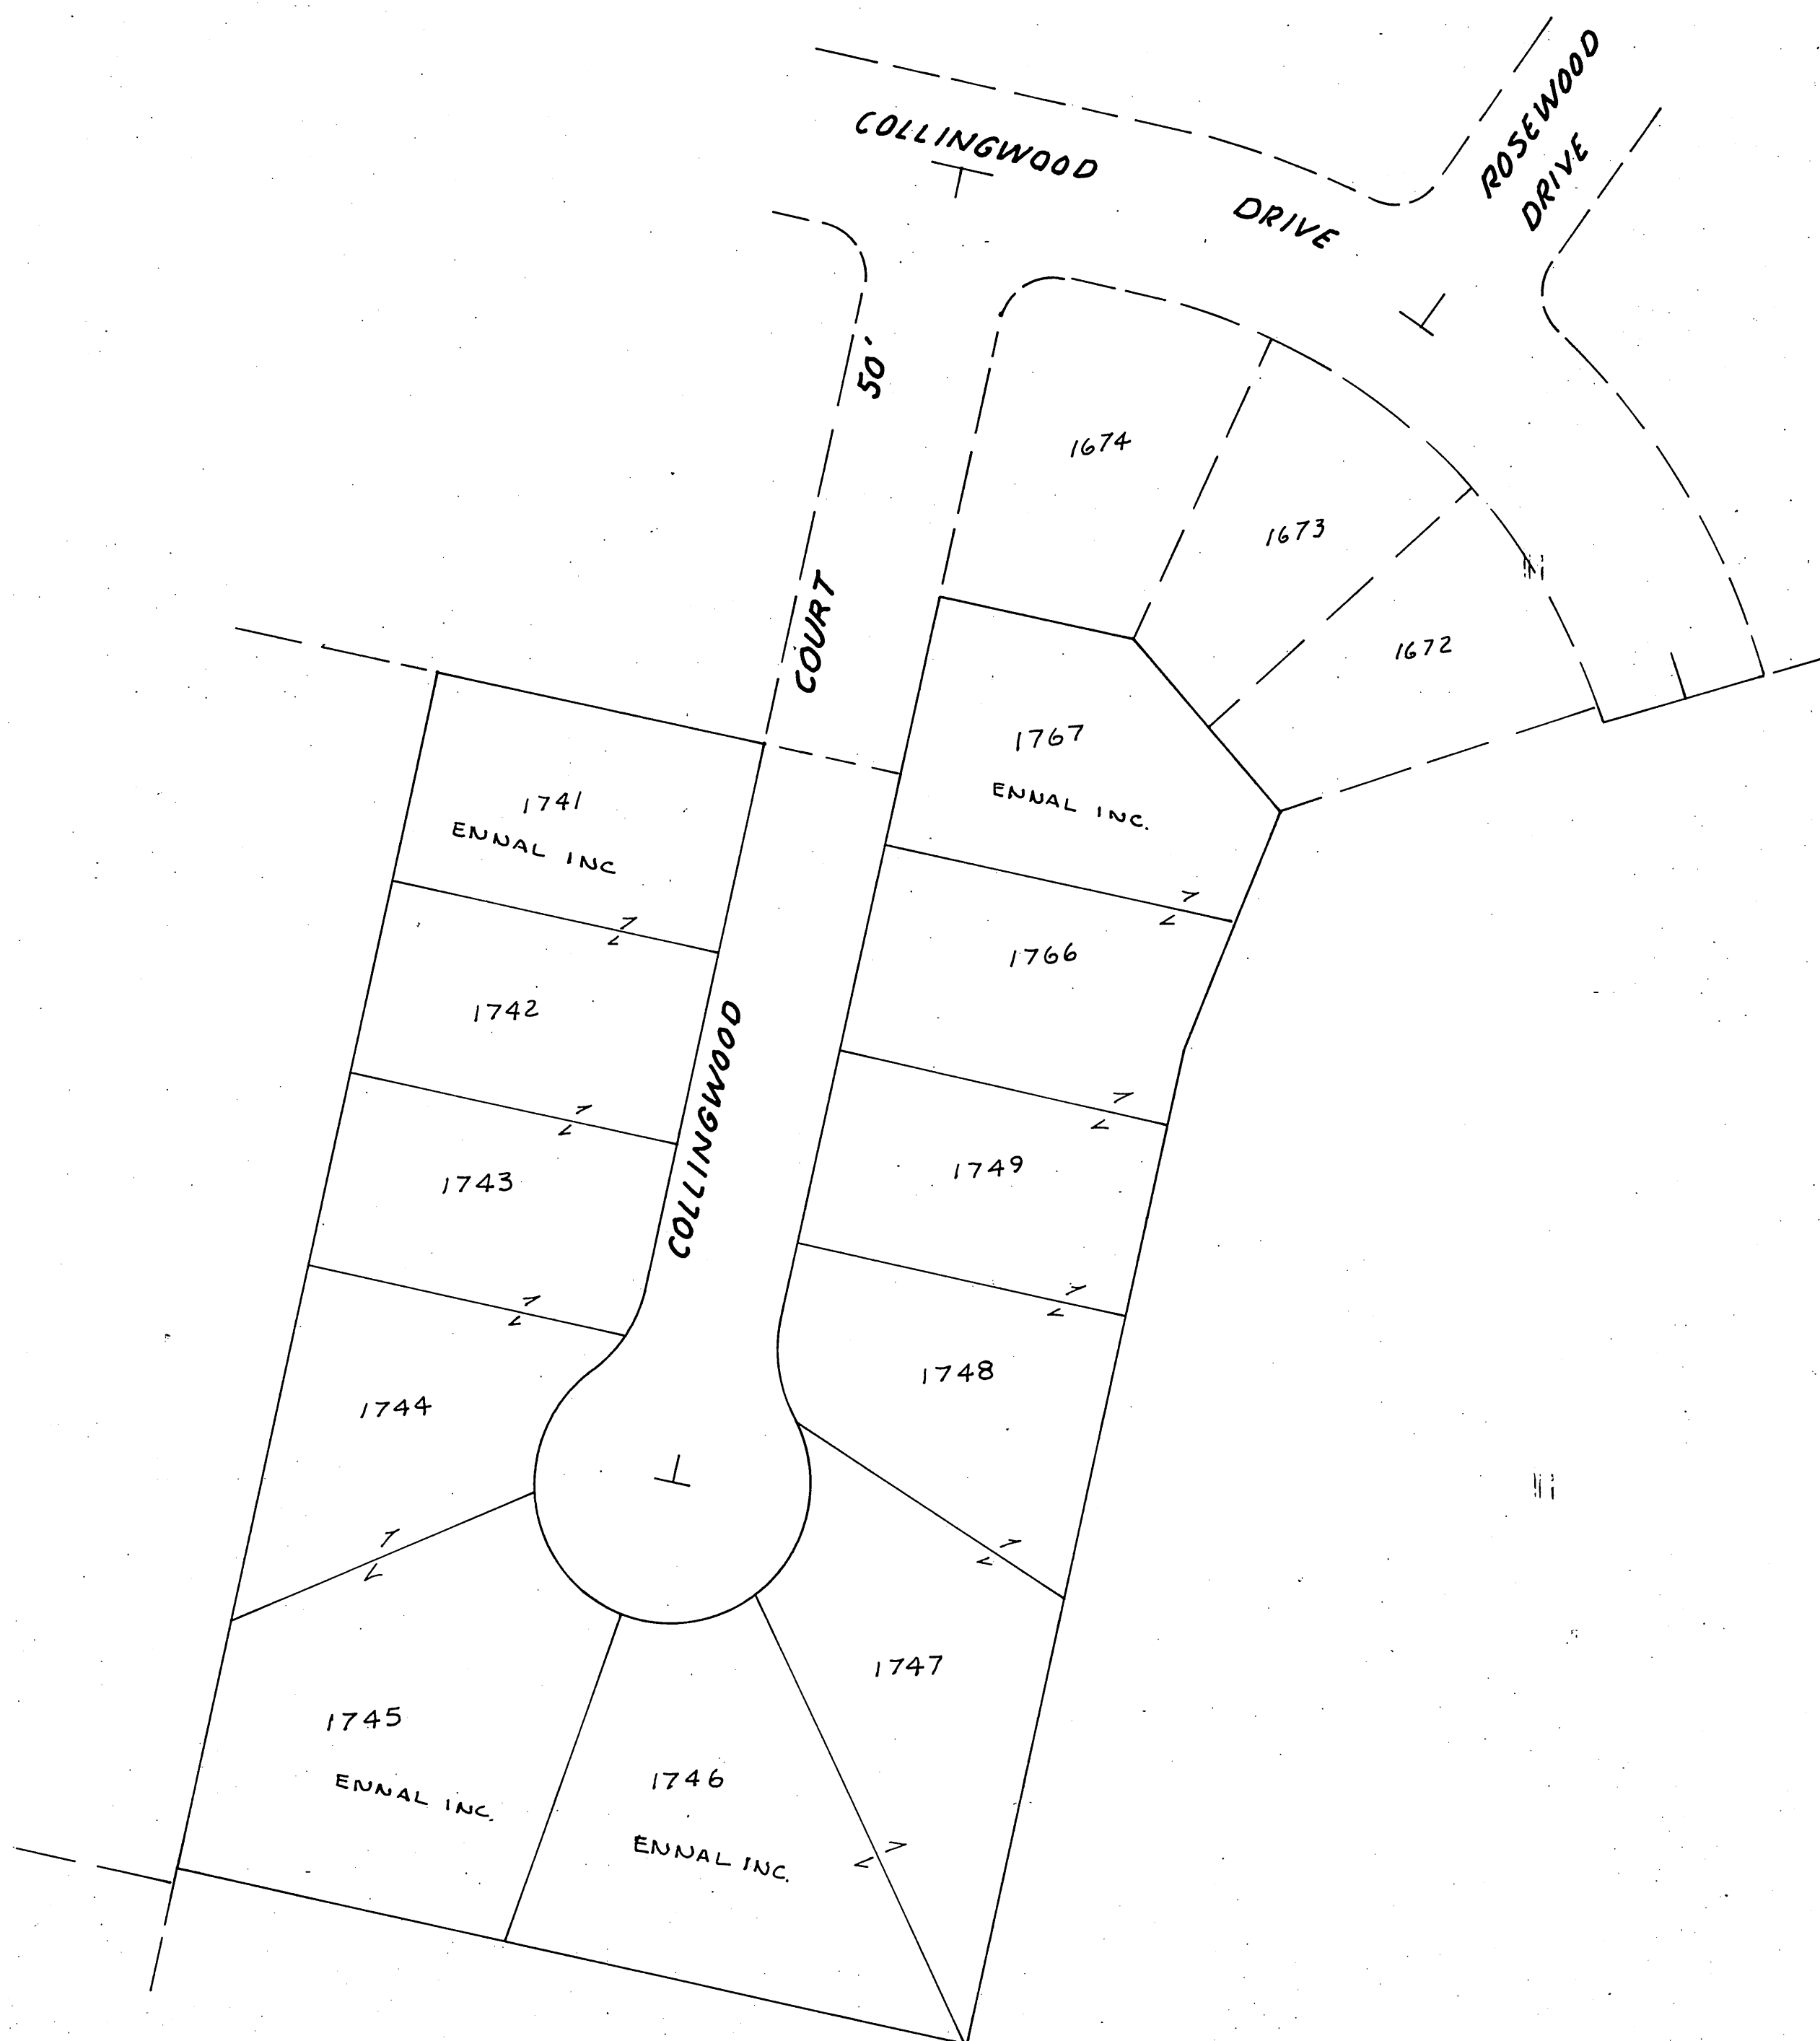 COLLINGWOOD
DRIVE
ROSEWOOD
DRIVE
50'
COURT
COLLINGWOOD
1674
1673
1672
1767
ENNAL INC.
1741
ENNAL INC
1766
1742
1749
1743
1748
1744
1747
1745
ENNAL INC.
1746
ENNAL INC.